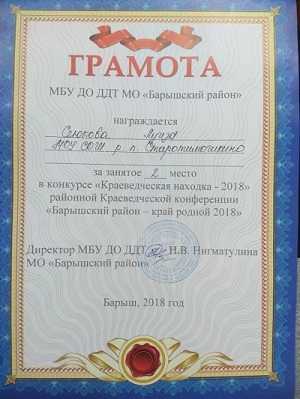 ГРАМОТА
МБУ ДО ДДТ МО «Барышский район»
награждается
Сеюкова Луиза
МОУ СОШ р. п. Старотимошкино
за занятое 2 место
в конкурсе «Краеведческая находка - 2018»
районной Краеведческой конференции
«Барышский район – край родной 2018»
Директор МБУ ДО ДДТ Н.В. Нигматулина
МО «Барышский район»
Барыш, 2018 год